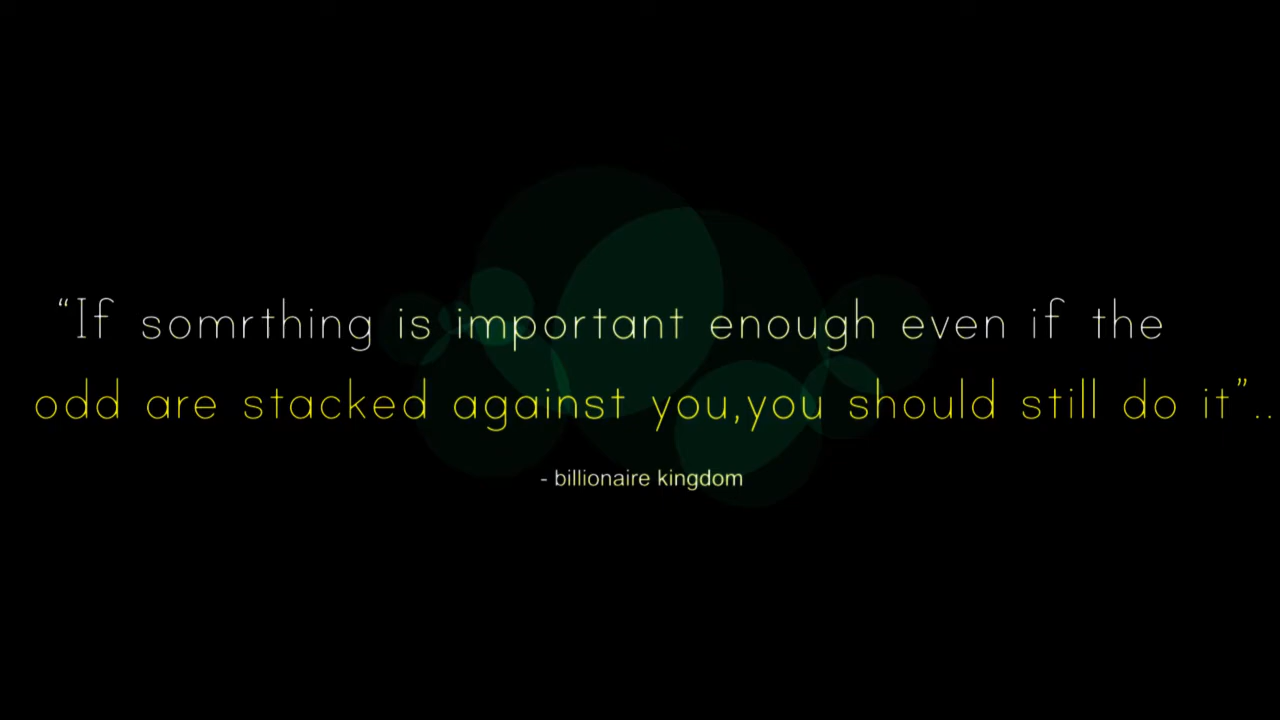 “If somrthing is important enough even if the
odd are stacked against you,you should still do it”..
- billionaire kingdom